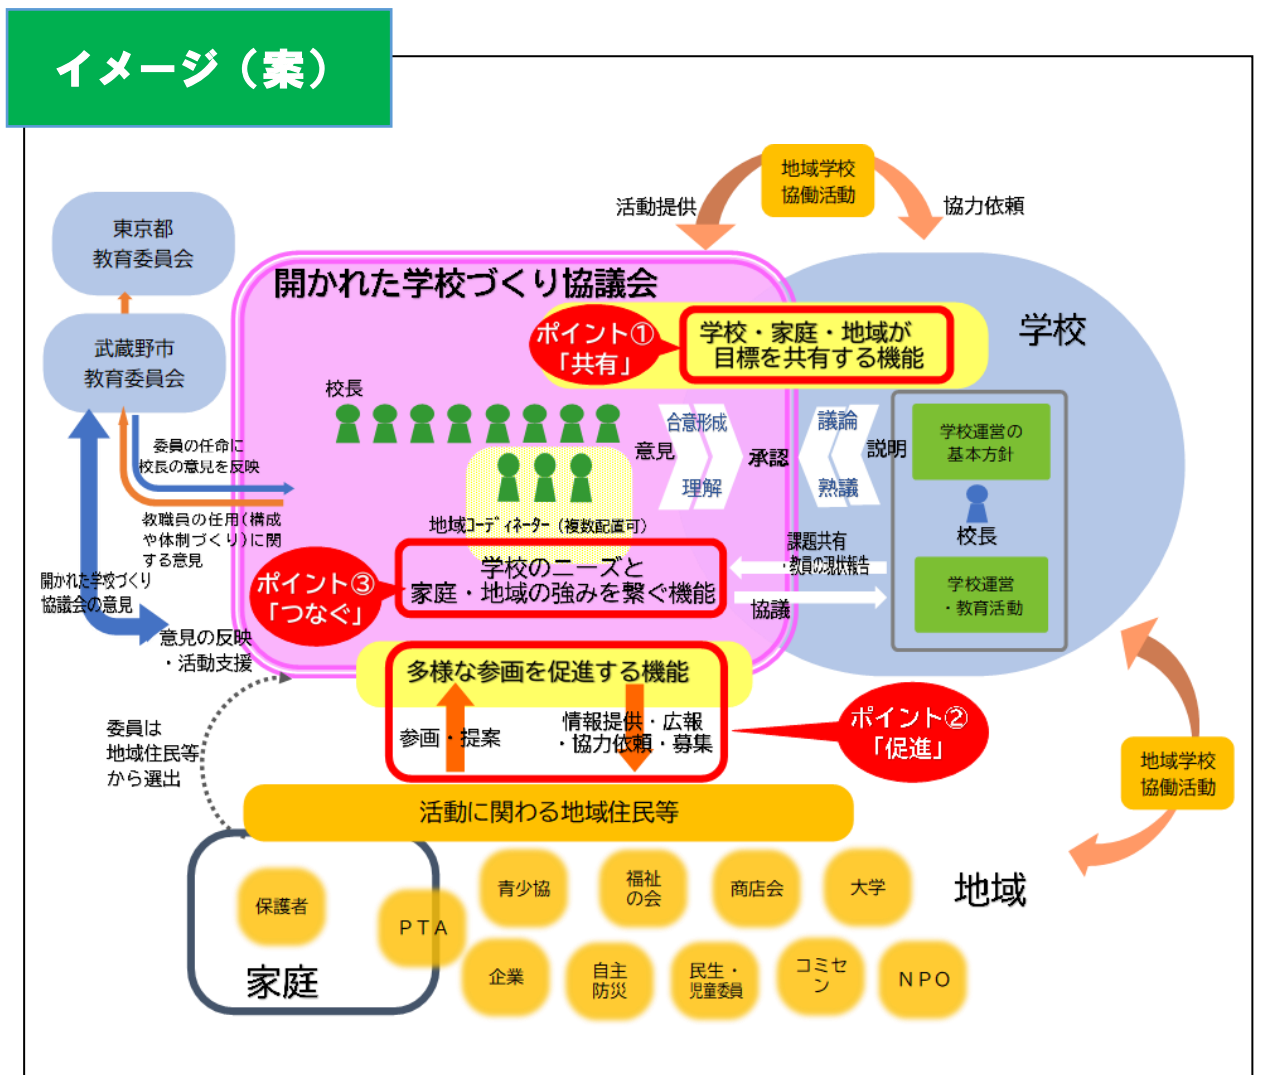 イメージ（案）
地域学校
協働活動
活動提供
協力依頼
東京都
教育委員会
武蔵野市
教育委員会
開かれた学校づくり協議会
学校
ポイント①
「共有」
学校・家庭・地域が
目標を共有する機能
校長
意見
合意形成
理解
承認
議論
熟議
説明
学校運営の
基本方針
校長
学校運営
・教育活動
委員の任命に
校長の意見を反映
教職員の任用(構成
や体制づくり)に関
する意見
地域ｺｰﾃﾞｨﾈｰﾀｰ（複数配置可）
課題共有
・教員の現状報告
協議
ポイント③
「つなぐ」
学校のニーズと
家庭・地域の強みを繋ぐ機能
開かれた学校づくり
協議会の意見
意見の反映
・活動支援
多様な参画を促進する機能
参画・提案
情報提供・広報
・協力依頼・募集
ポイント②
「促進」
委員は
地域住民等
から選出
地域学校
協働活動
活動に関わる地域住民等
保護者
ＰＴＡ
家庭
青少協
福祉
の会
商店会
大学
地域
企業
自主
防災
民生・
児童委員
コミセ
ン
ＮＰＯ